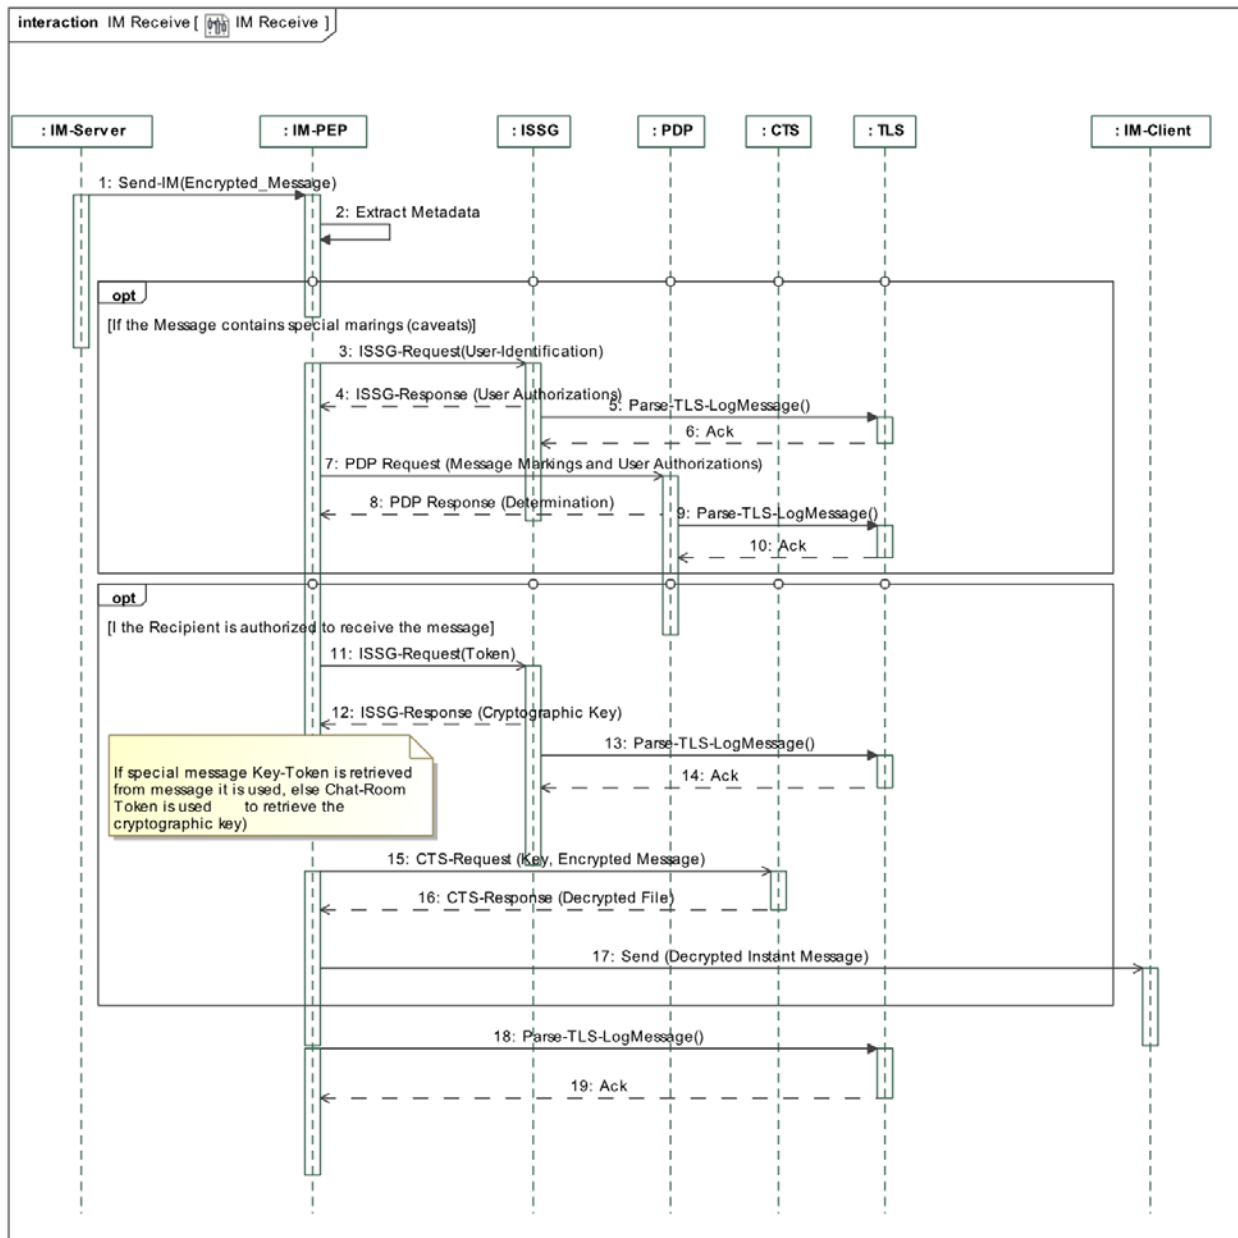 interaction IM Receive [ IM Receive ]
: IM-Server
: IM-PEP
: ISSG
: PDP
: CTS
: TLS
: IM-Client
1: Send-IM(Encrypted_Message)
2: Extract Metadata
opt
[If the Message contains special marings (caveats)]
3: ISSG-Request(User-Identification)
4: ISSG-Response (User Authorizations)
5: Parse-TLS-LogMessage()
6: Ack
7: PDP Request (Message Markings and User Authorizations)
8: PDP Response (Determination)
9: Parse-TLS-LogMessage()
10: Ack
opt
[I the Recipient is authorized to receive the message]
11: ISSG-Request(Token)
12: ISSG-Response (Cryptographic Key)
13: Parse-TLS-LogMessage()
14: Ack
If special message Key-Token is retrieved
from message it is used, else Chat-Room
Token is used to retrieve the
cryptographic key)
15: CTS-Request (Key, Encrypted Message)
16: CTS-Response (Decrypted File)
17: Send (Decrypted Instant Message)
18: Parse-TLS-LogMessage()
19: Ack